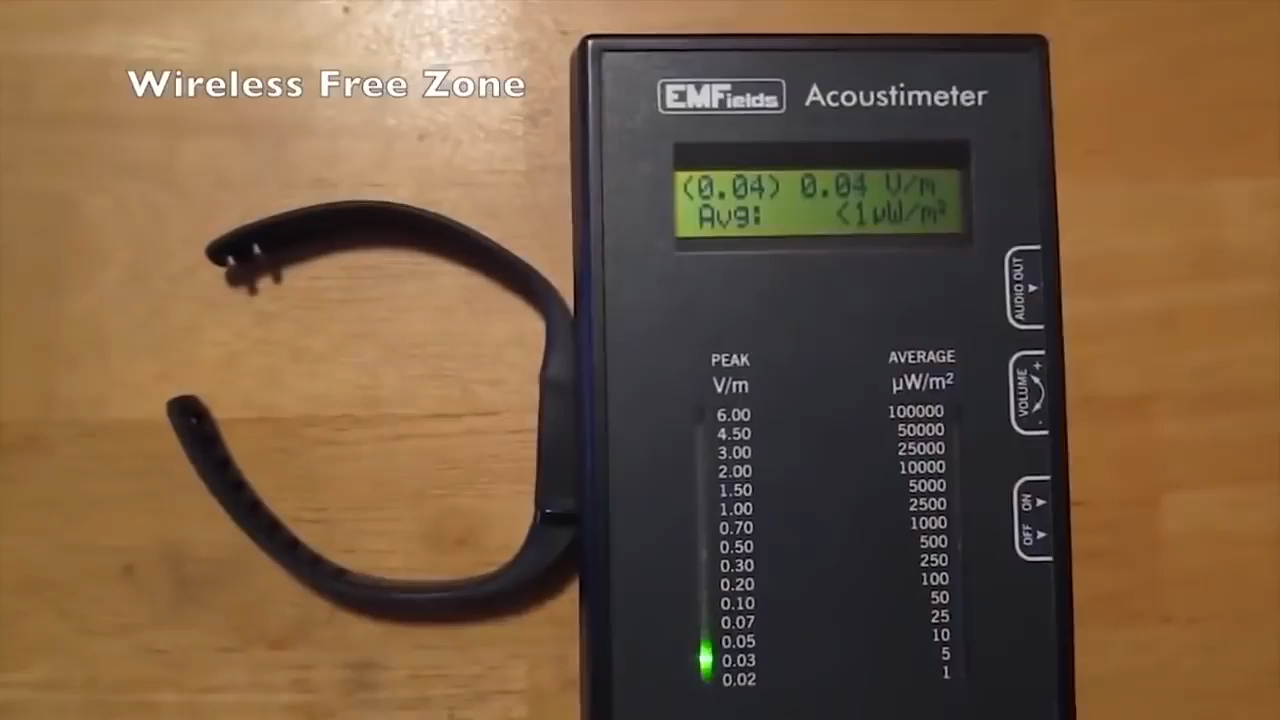 Wireless Free Zone
EMFields Acoustimeter
(0.04) 0.04 V/m
Avg: <1µW/m²
AUDIO OUT
VOLUME
+
-
ON
OFF
PEAK
V/m
6.00
4.50
3.00
2.00
1.50
1.00
0.70
0.50
0.30
0.20
0.10
0.07
0.05
0.03
0.02
AVERAGE
µW/m²
100000
50000
25000
10000
5000
2500
1000
500
250
100
50
25
10
5
1